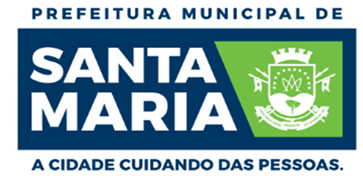 PREFEITURA MUNICIPAL DE
SANTA
MARIA
A CIDADE CUIDANDO DAS PESSOAS.